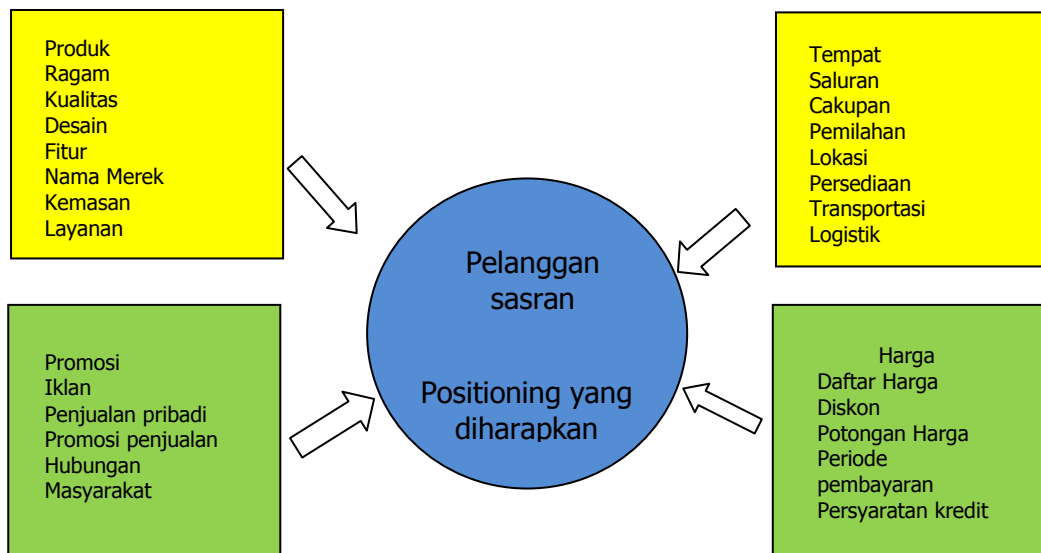 Produk
Ragam
Kualitas
Desain
Fitur
Nama Merek
Kemasan
Layanan
Tempat
Saluran
Cakupan
Pemilahan
Lokasi
Persediaan
Transportasi
Logistik
Pelanggan
sasran
Positioning yang
diharapkan
Promosi
Iklan
Penjualan pribadi
Promosi penjualan
Hubungan
Masyarakat
Harga
Daftar Harga
Diskon
Potongan Harga
Periode
pembayaran
Persyaratan kredit